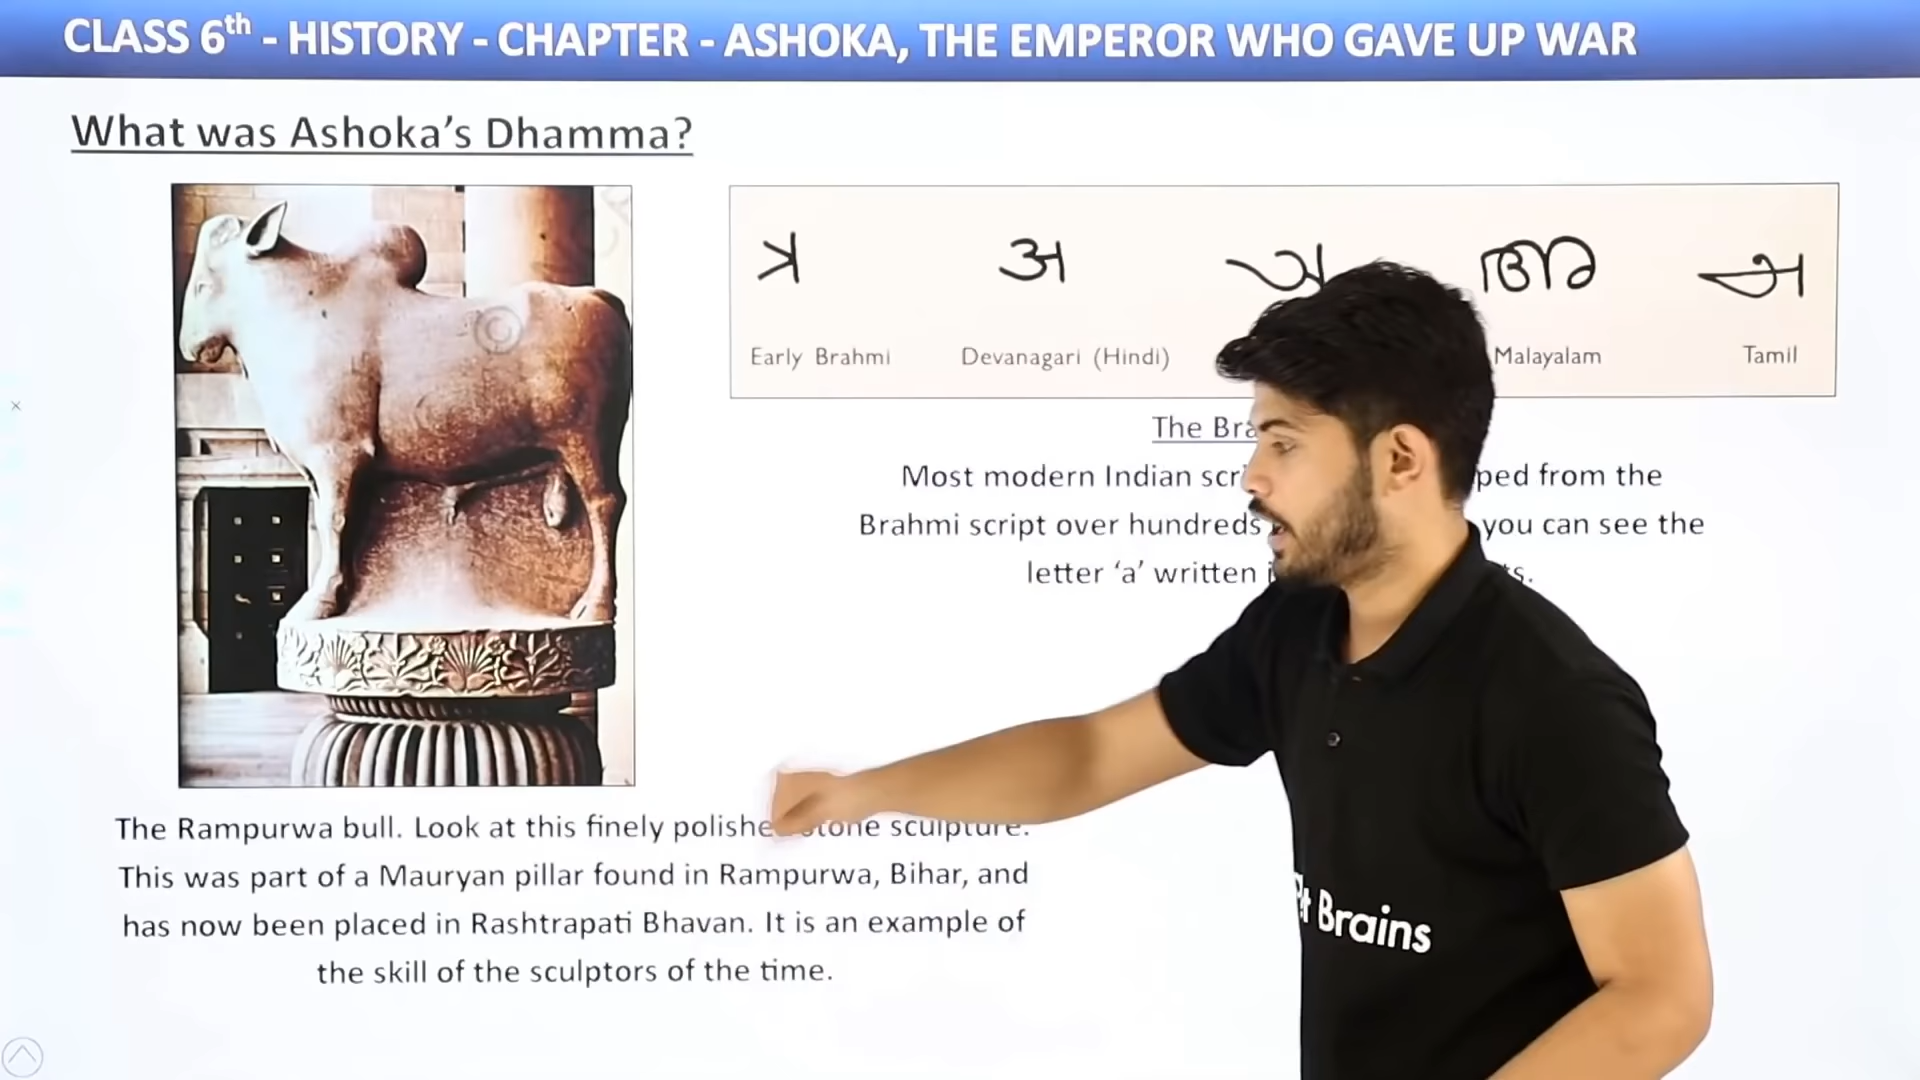 CLASS 6th - HISTORY - CHAPTER - ASHOKA, THE EMPEROR WHO GAVE UP WAR
What was Ashoka's Dhamma?
अ അ
Early Brahmi Devanagari (Hindi) Malayalam Tamil
The
Most modern Indian from the
Brahmi script over hundreds you can see the
letter 'a' written
The Rampurwa bull. Look at this finely stone sculpture.
This was part of a Mauryan pillar found in Rampurwa, Bihar, and
has now been placed in Rashtrapati Bhavan. It is an example of
the skill of the sculptors of the time.
Brains